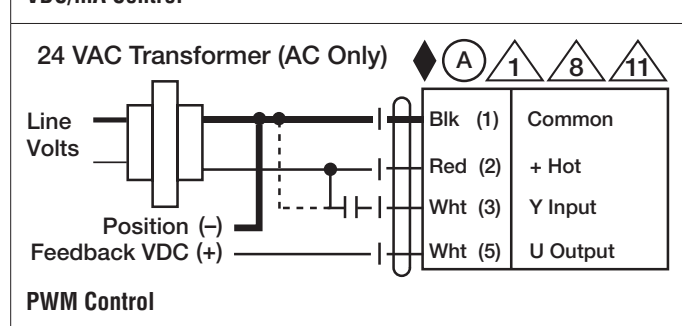 VDC/mA Control
24 VAC Transformer (AC Only)
A 1 8 11
Line
Volts
Blk (1) Common
Red (2) + Hot
Wht (3) Y Input
Position (–)
Feedback VDC (+)
Wht (5) U Output
PWM Control